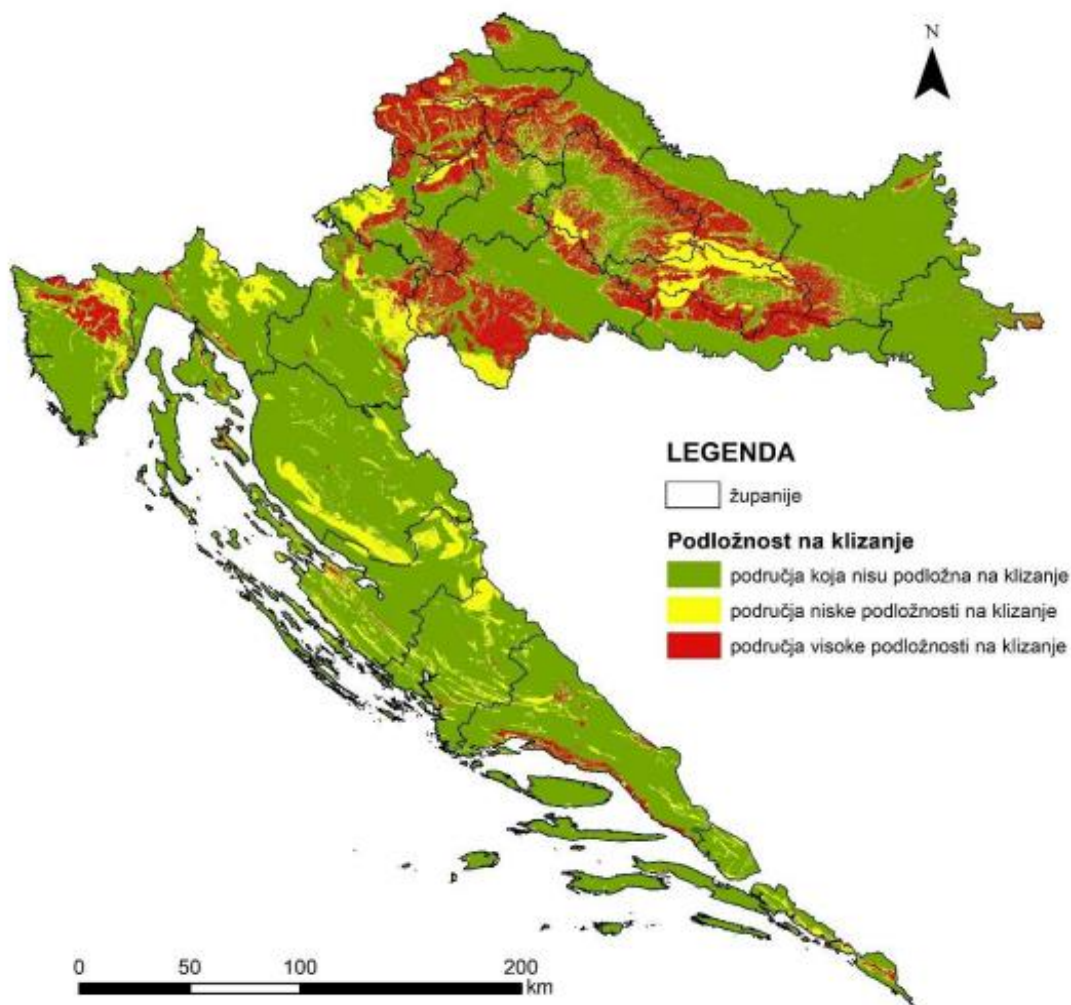 N
LEGENDA
županije
Podložnost na klizanje
područja koja nisu podložna na klizanje
područja niske podložnosti na klizanje
područja visoke podložnosti na klizanje
0 50 100 200
km